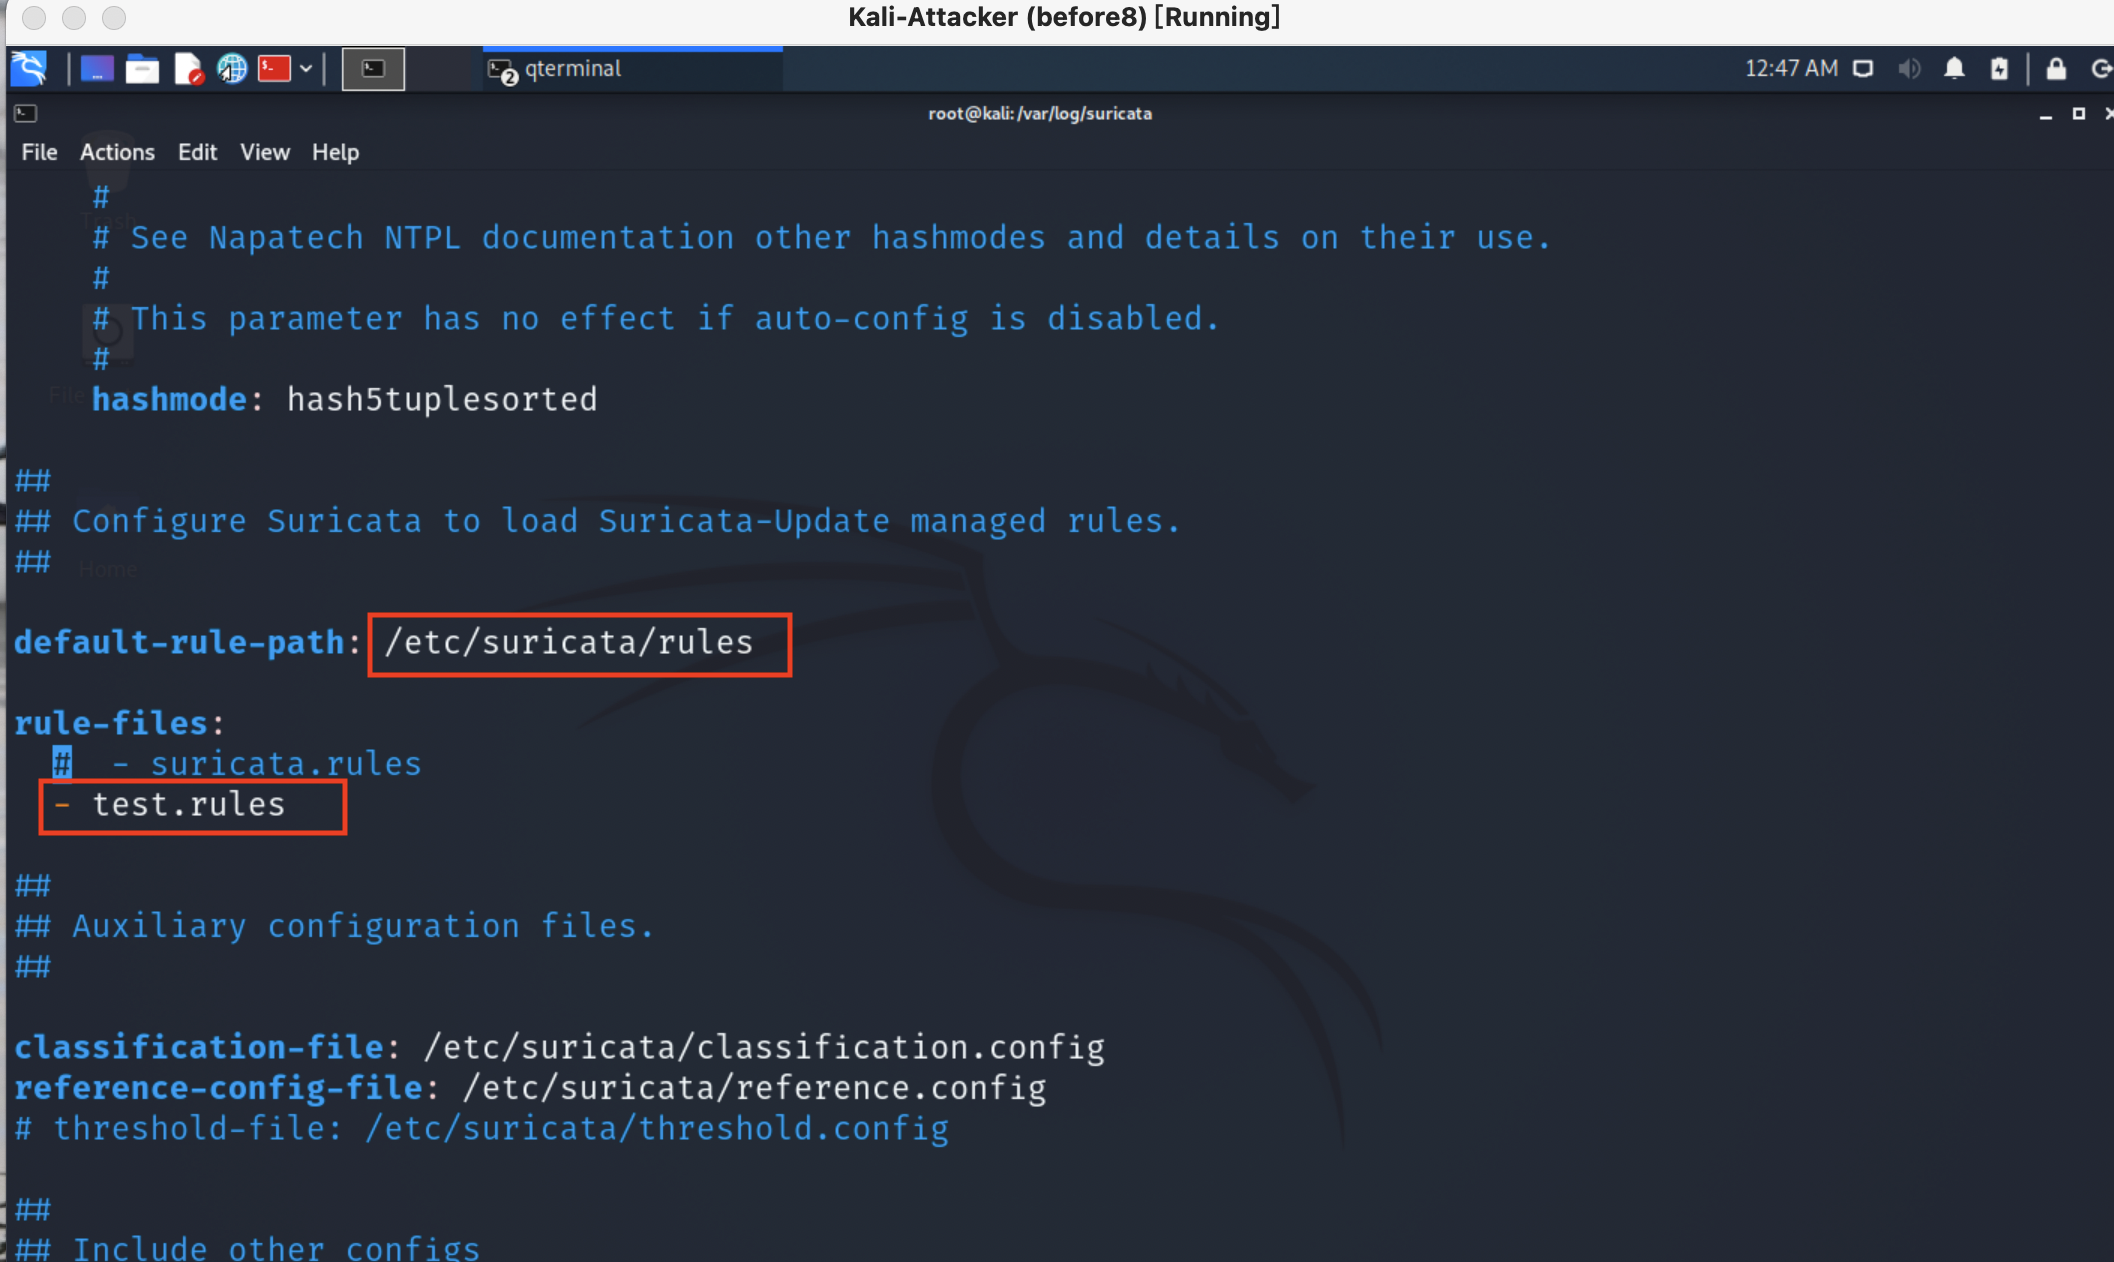 Kali-Attacker (before8) [Running]
2 qterminal
12:47 AM
root@kali: /var/log/suricata
File Actions Edit View Help
#
Trash
# See Napatech NTPL documentation other hashmodes and details on their use.
#
# This parameter has no effect if auto-config is disabled.
#
File
hashmode: hash5tuplesorted
##
## Configure Suricata to load Suricata-Update managed rules.
##
Home
default-rule-path: /etc/suricata/rules
rule-files:
#  - suricata.rules
- test.rules
##
## Auxiliary configuration files.
##
classification-file: /etc/suricata/classification.config
reference-config-file: /etc/suricata/reference.config
# threshold-file: /etc/suricata/threshold.config
##
## Include other configs